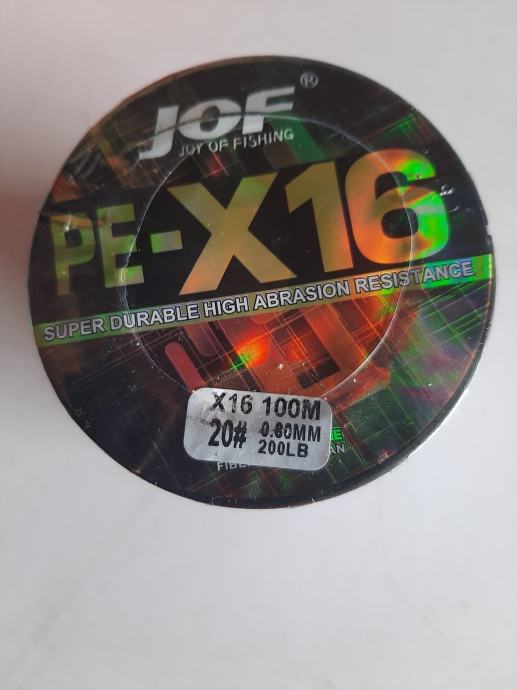 JOF®
JOY OF FISHING
PE-X16
SUPER DURABLE HIGH ABRASION RESISTANCE
X16 100M
20# 0.80MM
200LB